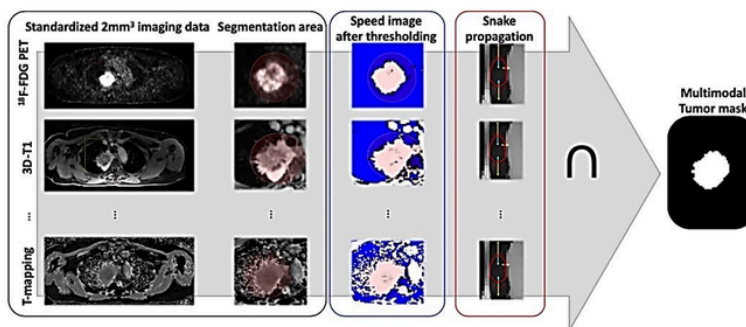 Standardized 2mm³ imaging data
Segmentation area
Speed image
after thresholding
Snake
propagation
¹⁸F-FDG PET
3D-T1
...
...
...
...
...
T-mapping
∩
Multimodal
Tumor mask